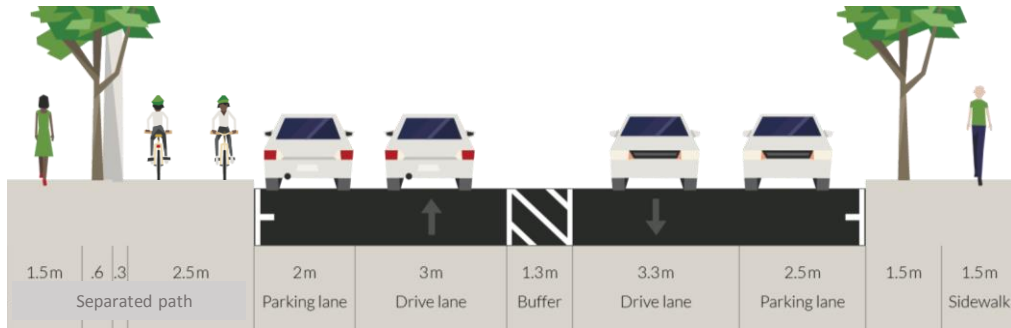 1.5m .6 .3 2.5m 2m 3m 1.3m 3.3m 2.5m 1.5m 1.5m
Separated path Parking lane Drive lane Buffer Drive lane Parking lane Sidewalk